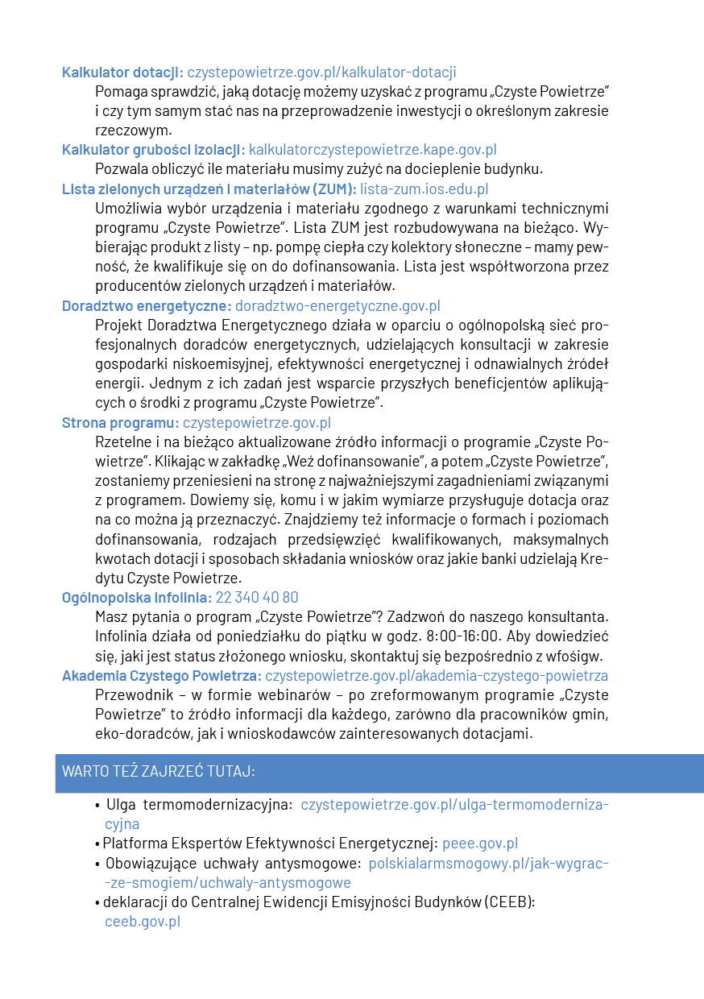 Kalkulator dotacji: czystepowietrze.gov.pl/kalkulator-dotacji
Pomaga sprawdzić, jaką dotację możemy uzyskać z programu „Czyste Powietrze”
i czy tym samym stać nas na przeprowadzenie inwestycji o określonym zakresie
rzeczowym.
Kalkulator grubości izolacji: kalkulatorczystepowietrze.kape.gov.pl
Pozwala obliczyć ile materiału musimy zużyć na docieplenie budynku.
Lista zielonych urządzeń i materiałów (ZUM): lista-zum.ios.edu.pl
Umożliwia wybór urządzenia i materiału zgodnego z warunkami technicznymi
programu „Czyste Powietrze”. Lista ZUM jest rozbudowywana na bieżąco. Wy-
bierając produkt z listy – np. pompę ciepła czy kolektory słoneczne – mamy pew-
ność, że kwalifikuje się on do dofinansowania. Lista jest współtworzona przez
producentów zielonych urządzeń i materiałów.
Doradztwo energetyczne: doradztwo-energetyczne.gov.pl
Projekt Doradztwa Energetycznego działa w oparciu o ogólnopolską sieć pro-
fesjonalnych doradców energetycznych, udzielających konsultacji w zakresie
gospodarki niskoemisyjnej, efektywności energetycznej i odnawialnych źródeł
energii. Jednym z ich zadań jest wsparcie przyszłych beneficjentów aplikują-
cych o środki z programu „Czyste Powietrze”.
Strona programu: czystepowietrze.gov.pl
Rzetelne i na bieżąco aktualizowane źródło informacji o programie „Czyste Po-
wietrze”. Klikając w zakładkę „Weź dofinansowanie”, a potem „Czyste Powietrze”,
zostaniemy przeniesieni na stronę z najważniejszymi zagadnieniami związanymi
z programem. Dowiemy się, komu i w jakim wymiarze przysługuje dotacja oraz
na co można ją przeznaczyć. Znajdziemy też informacje o formach i poziomach
dofinansowania, rodzajach przedsięwzięć kwalifikowanych, maksymalnych
kwotach dotacji i sposobach składania wniosków oraz jakie banki udzielają Kre-
dytu Czyste Powietrze.
Ogólnopolska infolinia: 22 340 40 80
Masz pytania o program „Czyste Powietrze”? Zadzwoń do naszego konsultanta.
Infolinia działa od poniedziałku do piątku w godz. 8:00-16:00. Aby dowiedzieć
się, jaki jest status złożonego wniosku, skontaktuj się bezpośrednio z wfośigw.
Akademia Czystego Powietrza: czystepowietrze.gov.pl/akademia-czystego-powietrza
Przewodnik – w formie webinarów – po zreformowanym programie „Czyste
Powietrze” to źródło informacji dla każdego, zarówno dla pracowników gmin,
eko-doradców, jak i wnioskodawców zainteresowanych dotacjami.
WARTO TEŻ ZAJRZEĆ TUTAJ:
• Ulga termomodernizacyjna: czystepowietrze.gov.pl/ulga-termomoderniza-
cyjna
• Platforma Ekspertów Efektywności Energetycznej: peee.gov.pl
• Obowiązujące uchwały antysmogowe: polskialarmsmogowy.pl/jak-wygrac-
-ze-smogiem/uchwaly-antysmogowe
• deklaracji do Centralnej Ewidencji Emisyjności Budynków (CEEB):
ceeb.gov.pl